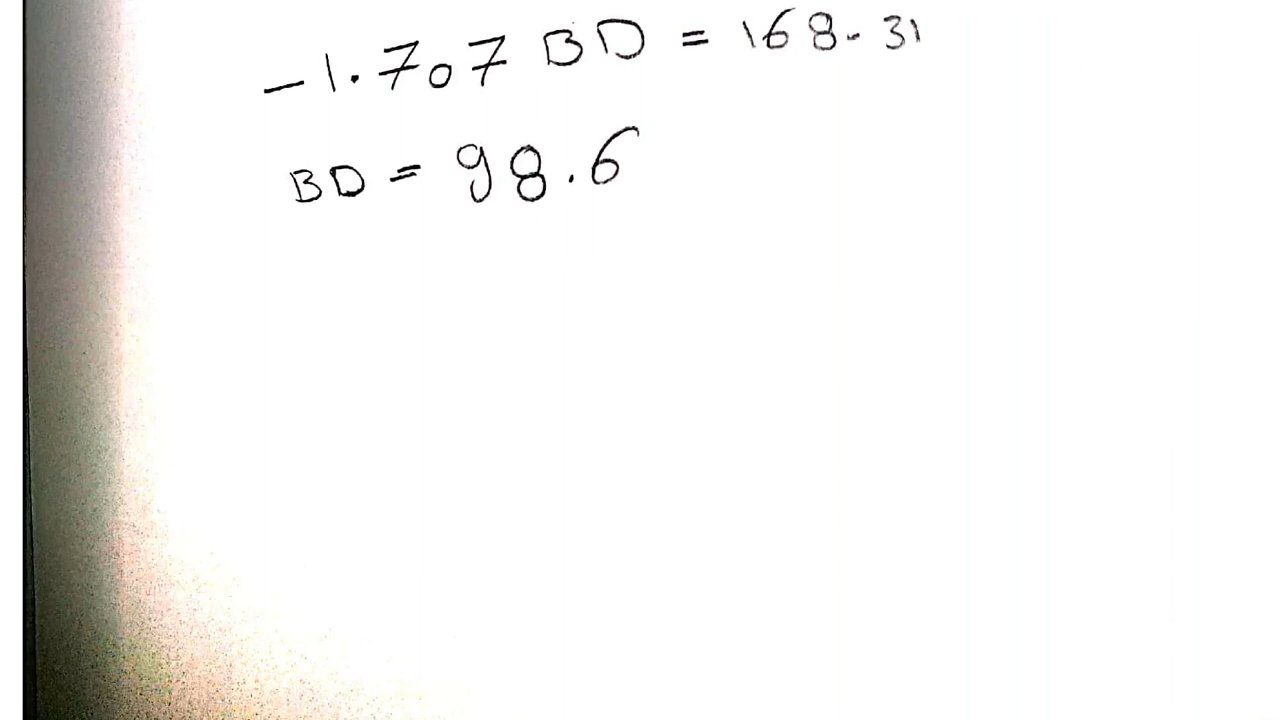 -1.707 BD = 168.31
BD = 98.6